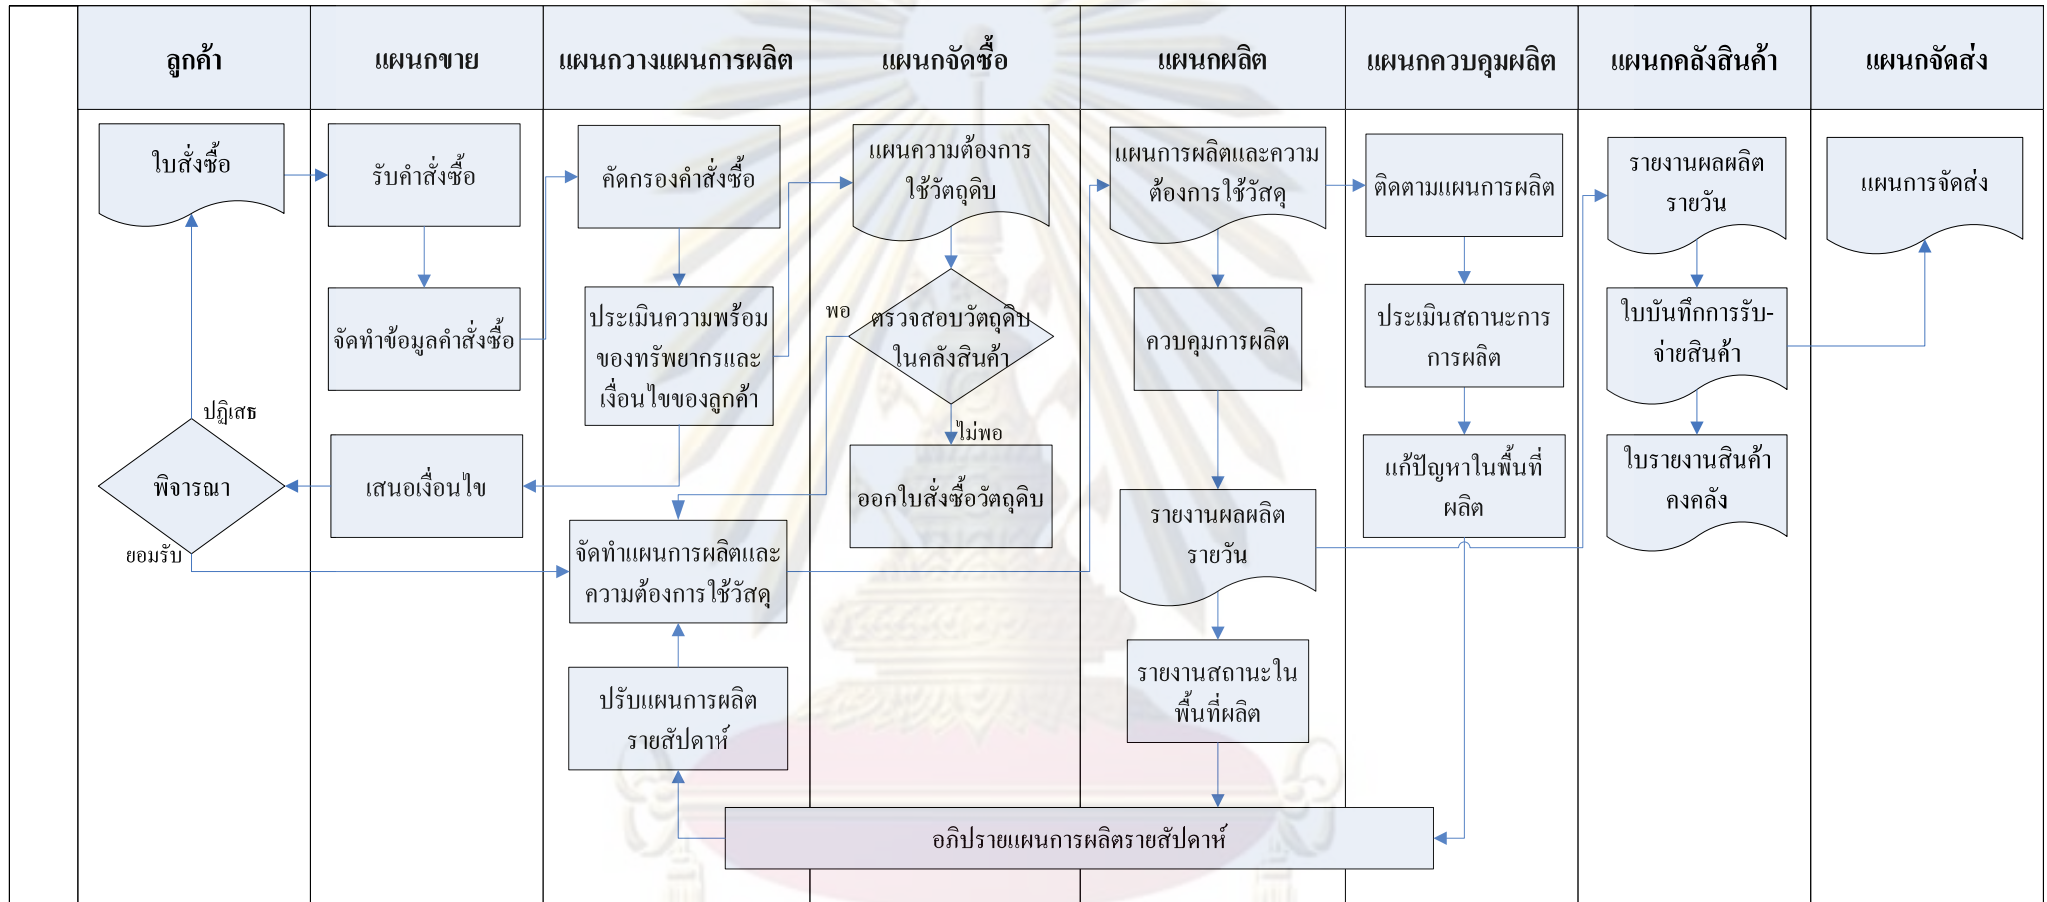 ลูกค้า
แผนกขาย
แผนกวางแผนการผลิต
แผนกจัดซื้อ
แผนกผลิต
แผนกควบคุมผลิต
แผนกคลังสินค้า
แผนกจัดส่ง
ใบสั่งซื้อ
ปฏิเสธ
พิจารณา
ยอมรับ
รับคำสั่งซื้อ
จัดทำข้อมูลคำสั่งซื้อ
เสนอเงื่อนไข
คัดกรองคำสั่งซื้อ
ประเมินความพร้อม
ของทรัพยากรและ
เงื่อนไขของลูกค้า
จัดทำแผนการผลิตและ
ความต้องการใช้วัสดุ
ปรับแผนการผลิต
รายสัปดาห์
แผนความต้องการ
ใช้วัตถุดิบ
พอ
ตรวจสอบวัตถุดิบ
ในคลังสินค้า
ไม่พอ
ออกใบสั่งซื้อวัตถุดิบ
แผนการผลิตและความ
ต้องการใช้วัสดุ
ควบคุมการผลิต
รายงานผลผลิต
รายวัน
รายงานสถานะใน
พื้นที่ผลิต
อภิปรายแผนการผลิตรายสัปดาห์
ติดตามแผนการผลิต
ประเมินสถานะการ
การผลิต
แก้ปัญหาในพื้นที่
ผลิต
รายงานผลผลิต
รายวัน
ใบบันทึกการรับ-
จ่ายสินค้า
ใบรายงานสินค้า
คงคลัง
แผนการจัดส่ง